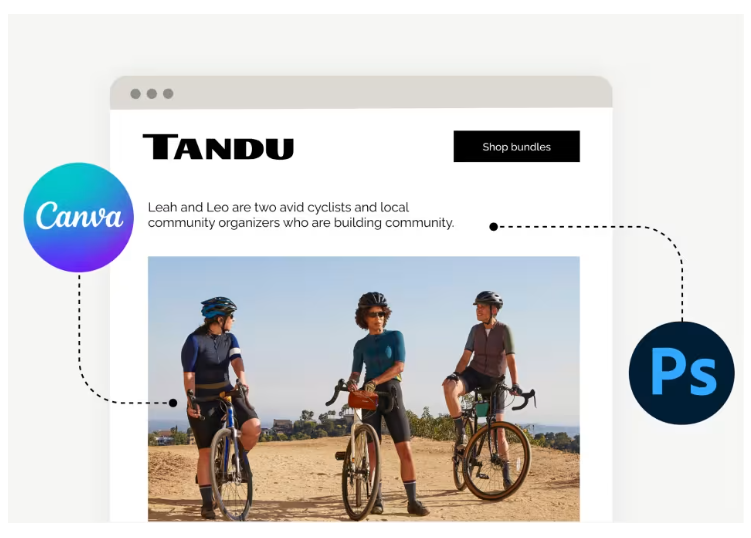 TANDU
Shop bundles
Canva
Leah and Leo are two avid cyclists and local
community organizers who are building community.
Ps